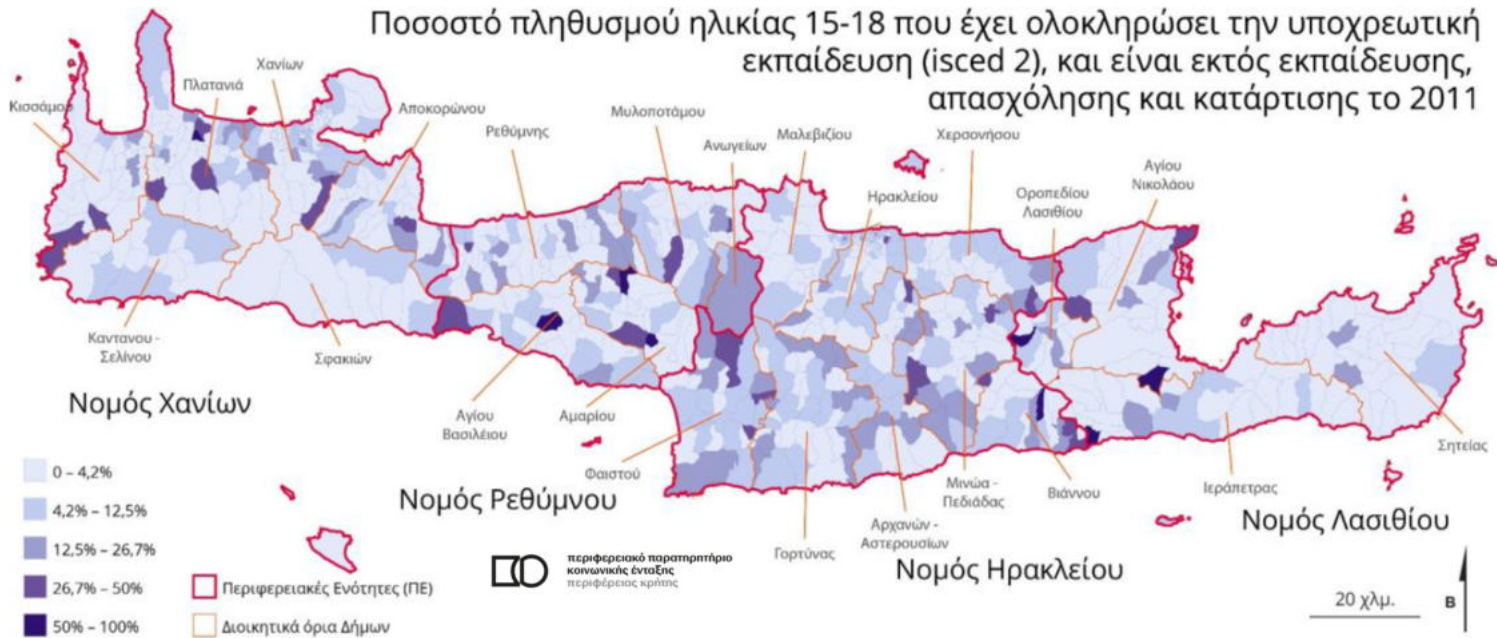 Ποσοστό πληθυσμού ηλικίας 15-18 που έχει ολοκληρώσει την υποχρεωτική
εκπαίδευση (isced 2), και είναι εκτός εκπαίδευσης,
απασχόλησης και κατάρτισης το 2011
Κισσάμου
Πλατανιά
Χανίων
Αποκορώνου
Ρεθύμνης
Μυλοποτάμου
Ανωγείων
Μαλεβιζίου
Ηρακλείου
Χερσονήσου
Οροπεδίου
Λασιθίου
Αγίου
Νικολάου
Καντανου -
Σελίνου
Σφακιών
Αγίου
Βασιλείου
Αμαρίου
Φαιστού
Γορτύνας
Αρχανών -
Αστερουσίων
Μινώα -
Πεδιάδας
Βιάννου
Ιεράπετρας
Σητείας
Νομός Χανίων
Νομός Ρεθύμνου
Νομός Ηρακλείου
Νομός Λασιθίου
0 – 4,2%
4,2% – 12,5%
12,5% – 26,7%
26,7% – 50%
50% – 100%
Περιφερειακές Ενότητες (ΠΕ)
Διοικητικά όρια Δήμων
περιφερειακό παρατηρητήριο
κοινωνικής ένταξης
περιφέρειας κρήτης
20 χλμ.
Β